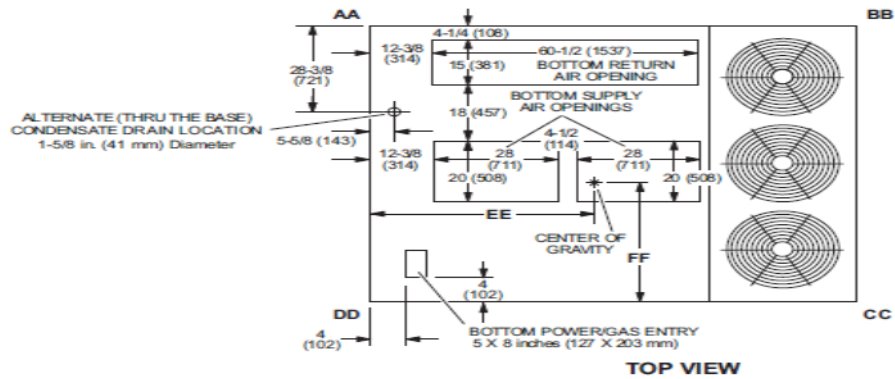 AA
BB
4-1/4 (108)
12-3/8
(314)
60-1/2 (1537)
28-3/8
(721)
15 (381)
BOTTOM RETURN
AIR OPENING
BOTTOM SUPPLY
AIR OPENINGS
18 (457)
ALTERNATE (THRU THE BASE)
CONDENSATE DRAIN LOCATION
1-5/8 in. (41 mm) Diameter
5-5/8 (143)
4-1/2
(114)
12-3/8
(314)
28
(711)
28
(711)
20 (508)
20 (508)
EE
CENTER OF
GRAVITY
FF
4
(102)
DD
CC
4
(102)
BOTTOM POWER/GAS ENTRY
5 X 8 inches (127 X 203 mm)
TOP VIEW